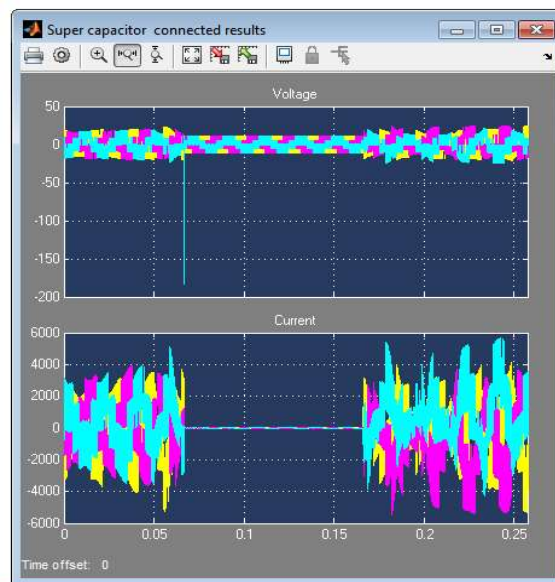 Super capacitor connected results
Voltage
50
0
-50
-100
-150
-200
Current
6000
4000
2000
0
-2000
-4000
-6000
0 0.05 0.1 0.15 0.2 0.25
Time offset: 0